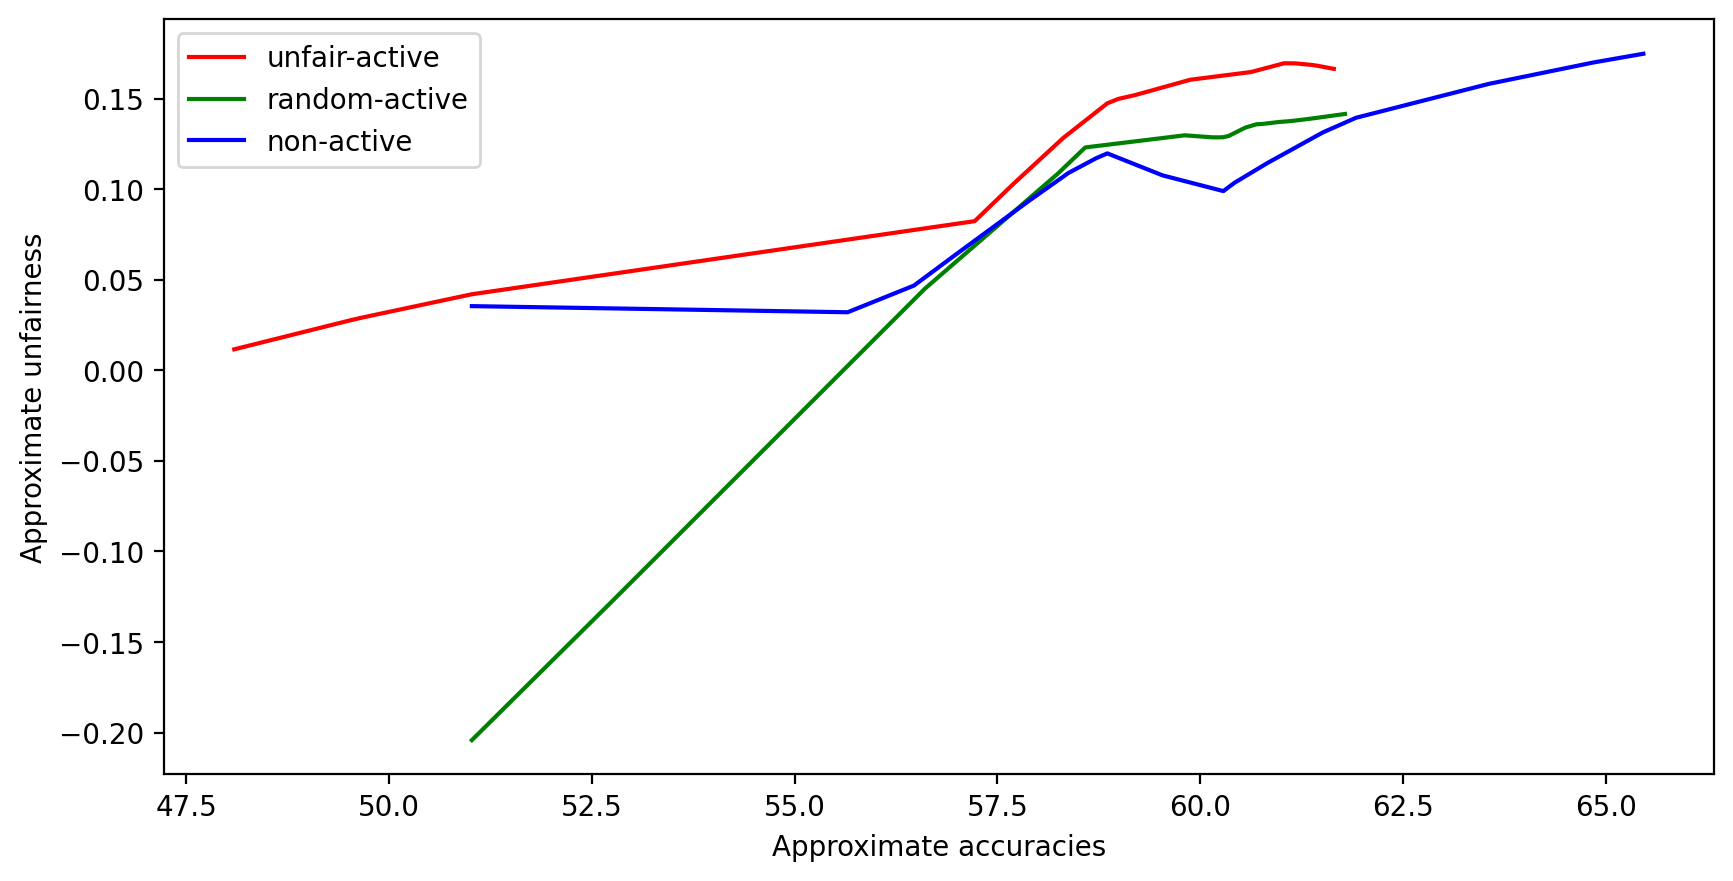 unfair-active
random-active
non-active
0.15
0.10
0.05
0.00
−0.05
−0.10
−0.15
−0.20
Approximate unfairness
47.5 50.0 52.5 55.0 57.5 60.0 62.5 65.0
Approximate accuracies